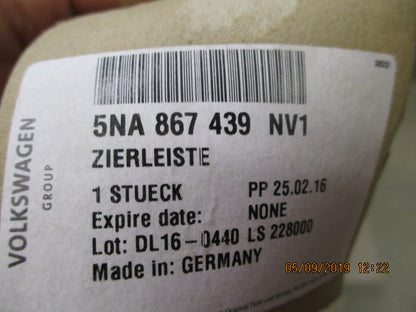 VOLKSWAGEN
GROUP
5NA 867 439 NV1
ZIERLEISTE
1 STUECK PP 25.02.16
Expire date: NONE
Lot: DL16-0440 LS 228000
Made in: GERMANY
05/09/2019 12:22